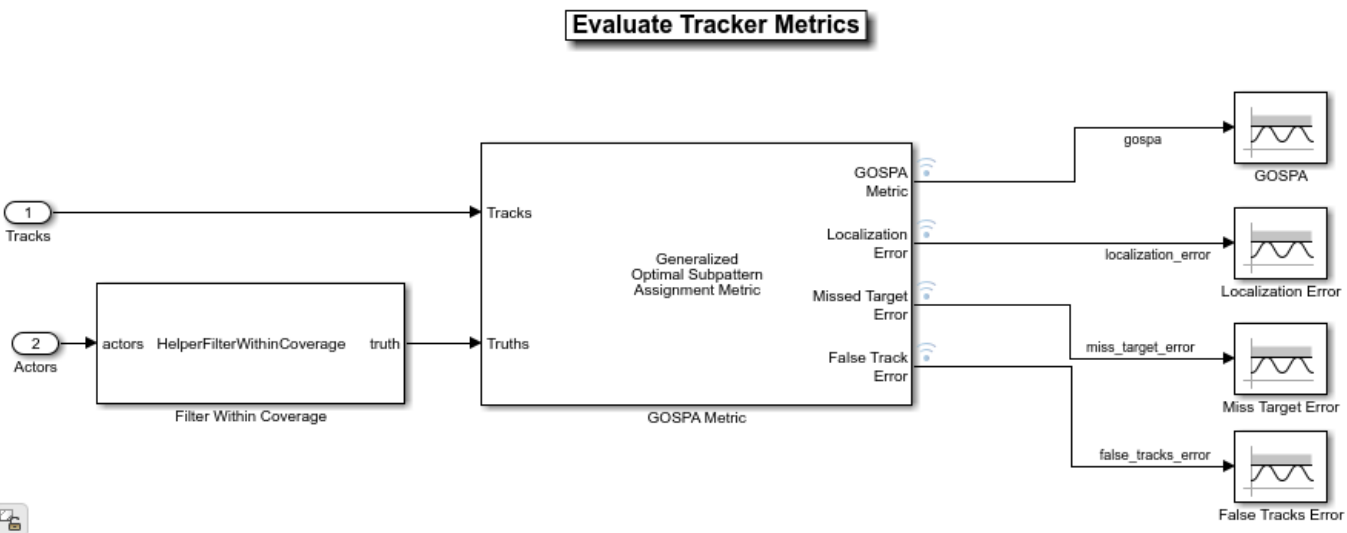 Evaluate Tracker Metrics
1
Tracks
2
Actors
actors HelperFilterWithinCoverage truth
Filter Within Coverage
Tracks
Truths
Generalized
Optimal Subpattern
Assignment Metric
GOSPA
Metric
Localization
Error
Missed Target
Error
False Track
Error
GOSPA Metric
gospa
GOSPA
localization_error
Localization Error
miss_target_error
Miss Target Error
false_tracks_error
False Tracks Error